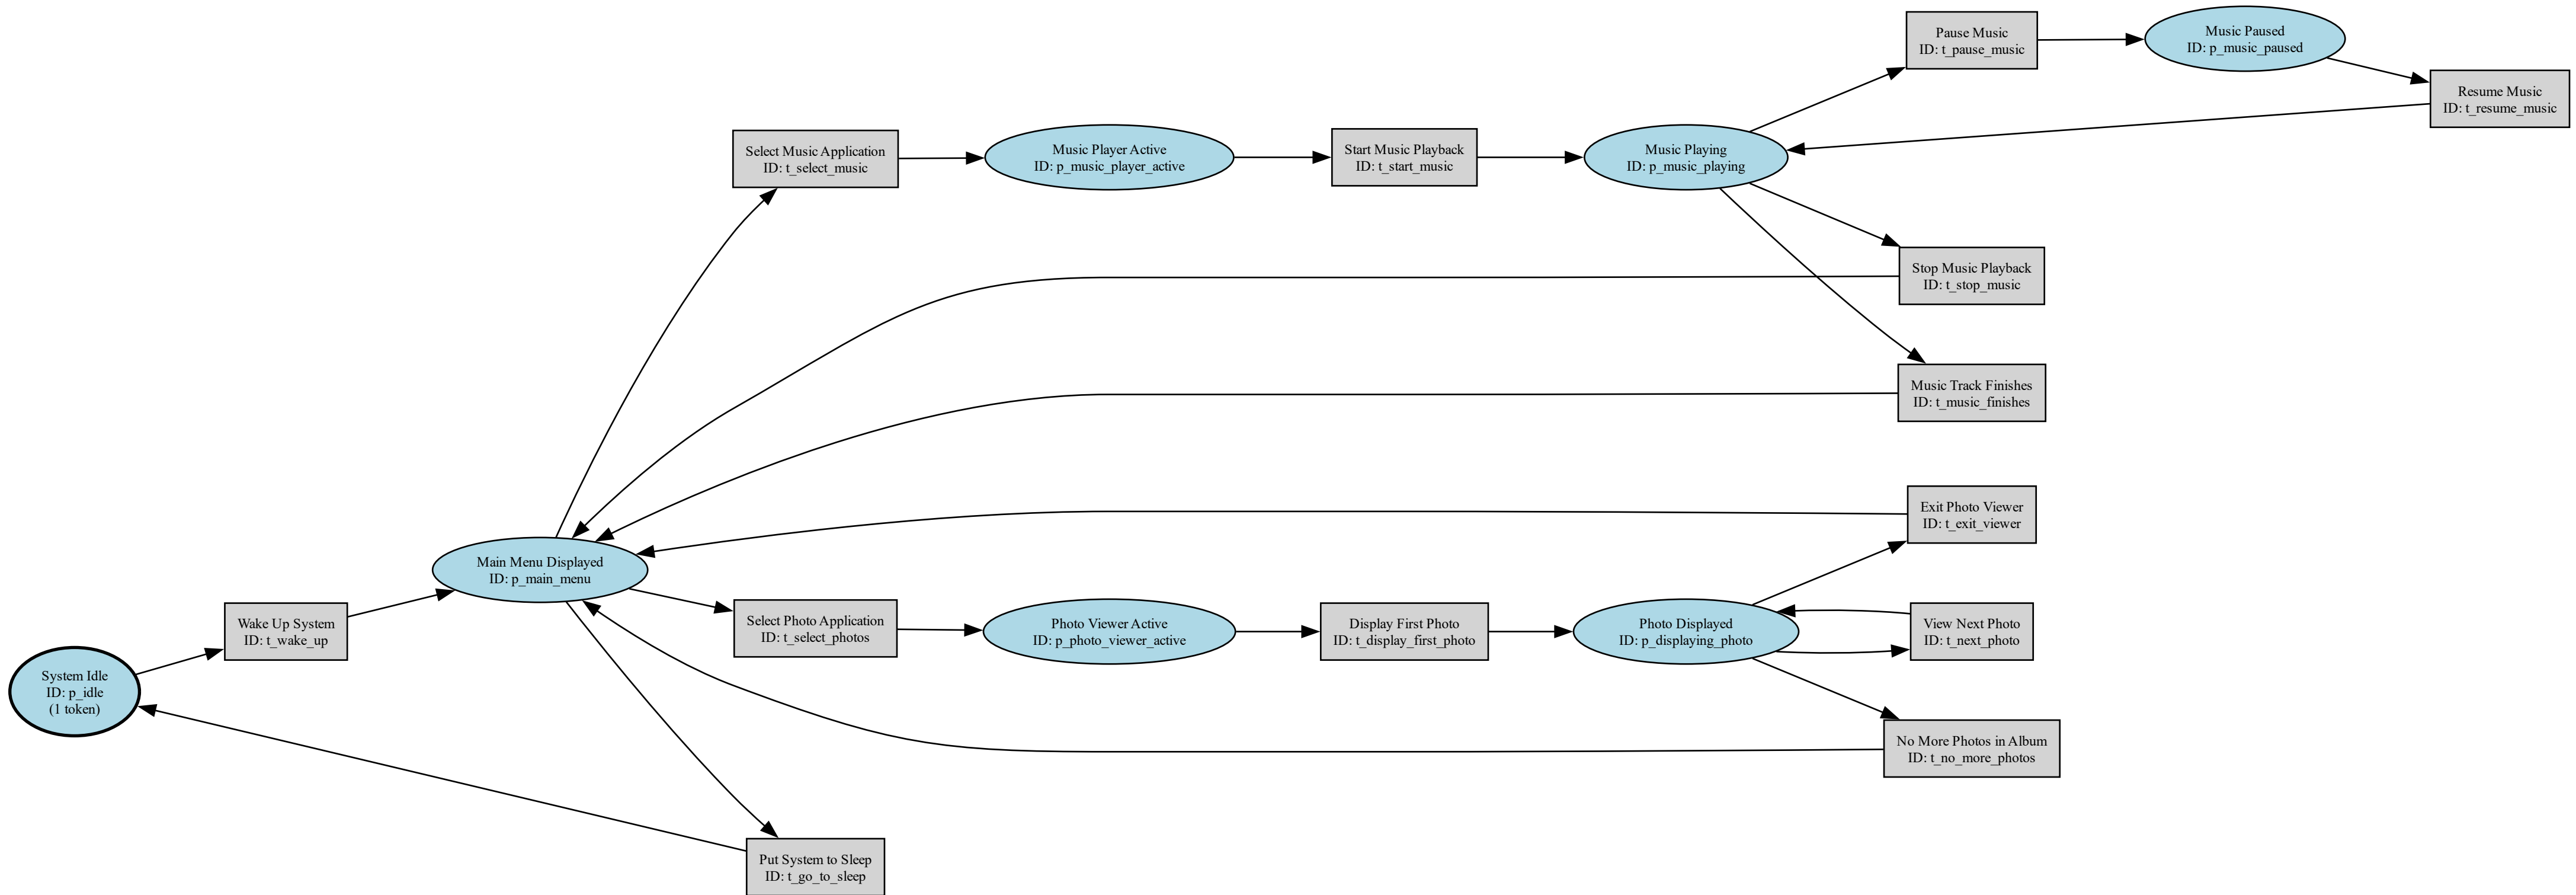 Pause Music
ID: t_pause_music
Music Paused
ID: p_music_paused
Resume Music
ID: t_resume_music
Select Music Application
ID: t_select_music
Music Player Active
ID: p_music_player_active
Start Music Playback
ID: t_start_music
Music Playing
ID: p_music_playing
Stop Music Playback
ID: t_stop_music
Music Track Finishes
ID: t_music_finishes
Exit Photo Viewer
ID: t_exit_viewer
Main Menu Displayed
ID: p_main_menu
Wake Up System
ID: t_wake_up
Select Photo Application
ID: t_select_photos
Photo Viewer Active
ID: p_photo_viewer_active
Display First Photo
ID: t_display_first_photo
Photo Displayed
ID: p_displaying_photo
View Next Photo
ID: t_next_photo
System Idle
ID: p_idle
(1 token)
No More Photos in Album
ID: t_no_more_photos
Put System to Sleep
ID: t_go_to_sleep